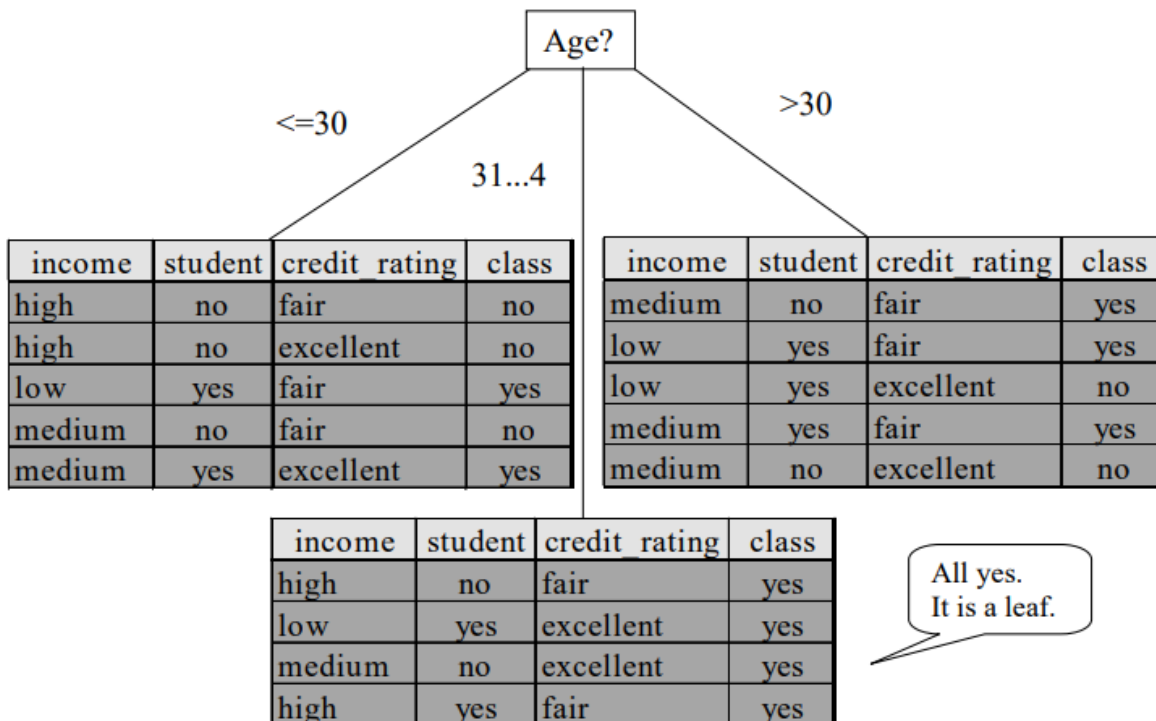 Age?
<=30
31...4
>30
income student credit_rating class
high no fair no
high no excellent no
low yes fair yes
medium no fair no
medium yes excellent yes
income student credit_rating class
medium no fair yes
low yes fair yes
low yes excellent no
medium yes fair yes
medium no excellent no
income student credit_rating class
high no fair yes
low yes excellent yes
medium no excellent yes
high yes fair yes
All yes.
It is a leaf.